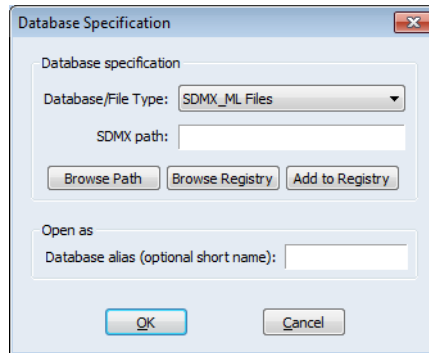 Database Specification
Database specification
Database/File Type: SDMX_ML Files
SDMX path:
Browse Path Browse Registry Add to Registry
Open as
Database alias (optional short name):
OK Cancel